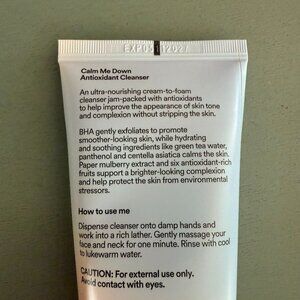 Calm Me Down
Antioxidant Cleanser
An ultra-nourishing cream-to-foam
cleanser jam-packed with antioxidants
to help improve the appearance of skin tone
and complexion without stripping the skin.
BHA gently exfoliates to promote
smoother-looking skin, while hydrating
and soothing ingredients like green tea water,
panthenol and centella asiatica calms the skin.
Paper mulberry extract and six antioxidant-rich
fruits support a brighter-looking complexion
and help protect the skin from environmental
stressors.
How to use me
Dispense cleanser onto damp hands and
work into a rich lather. Gently massage your
face and neck for one minute. Rinse with cool
to lukewarm water.
CAUTION: For external use only.
Avoid contact with eyes.